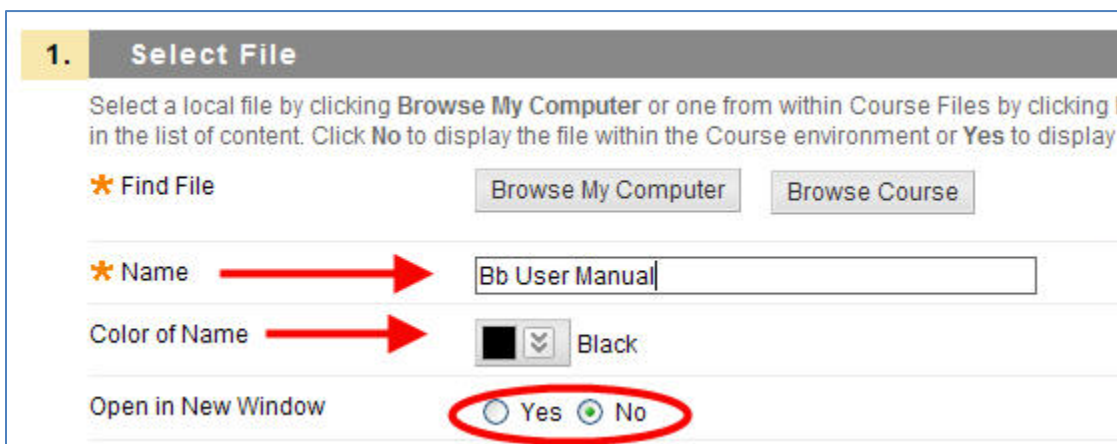 1. Select File
Select a local file by clicking Browse My Computer or one from within Course Files by clicking
in the list of content. Click No to display the file within the Course environment or Yes to display
* Find File Browse My Computer Browse Course
* Name Bb User Manual
Color of Name Black
Open in New Window Yes No